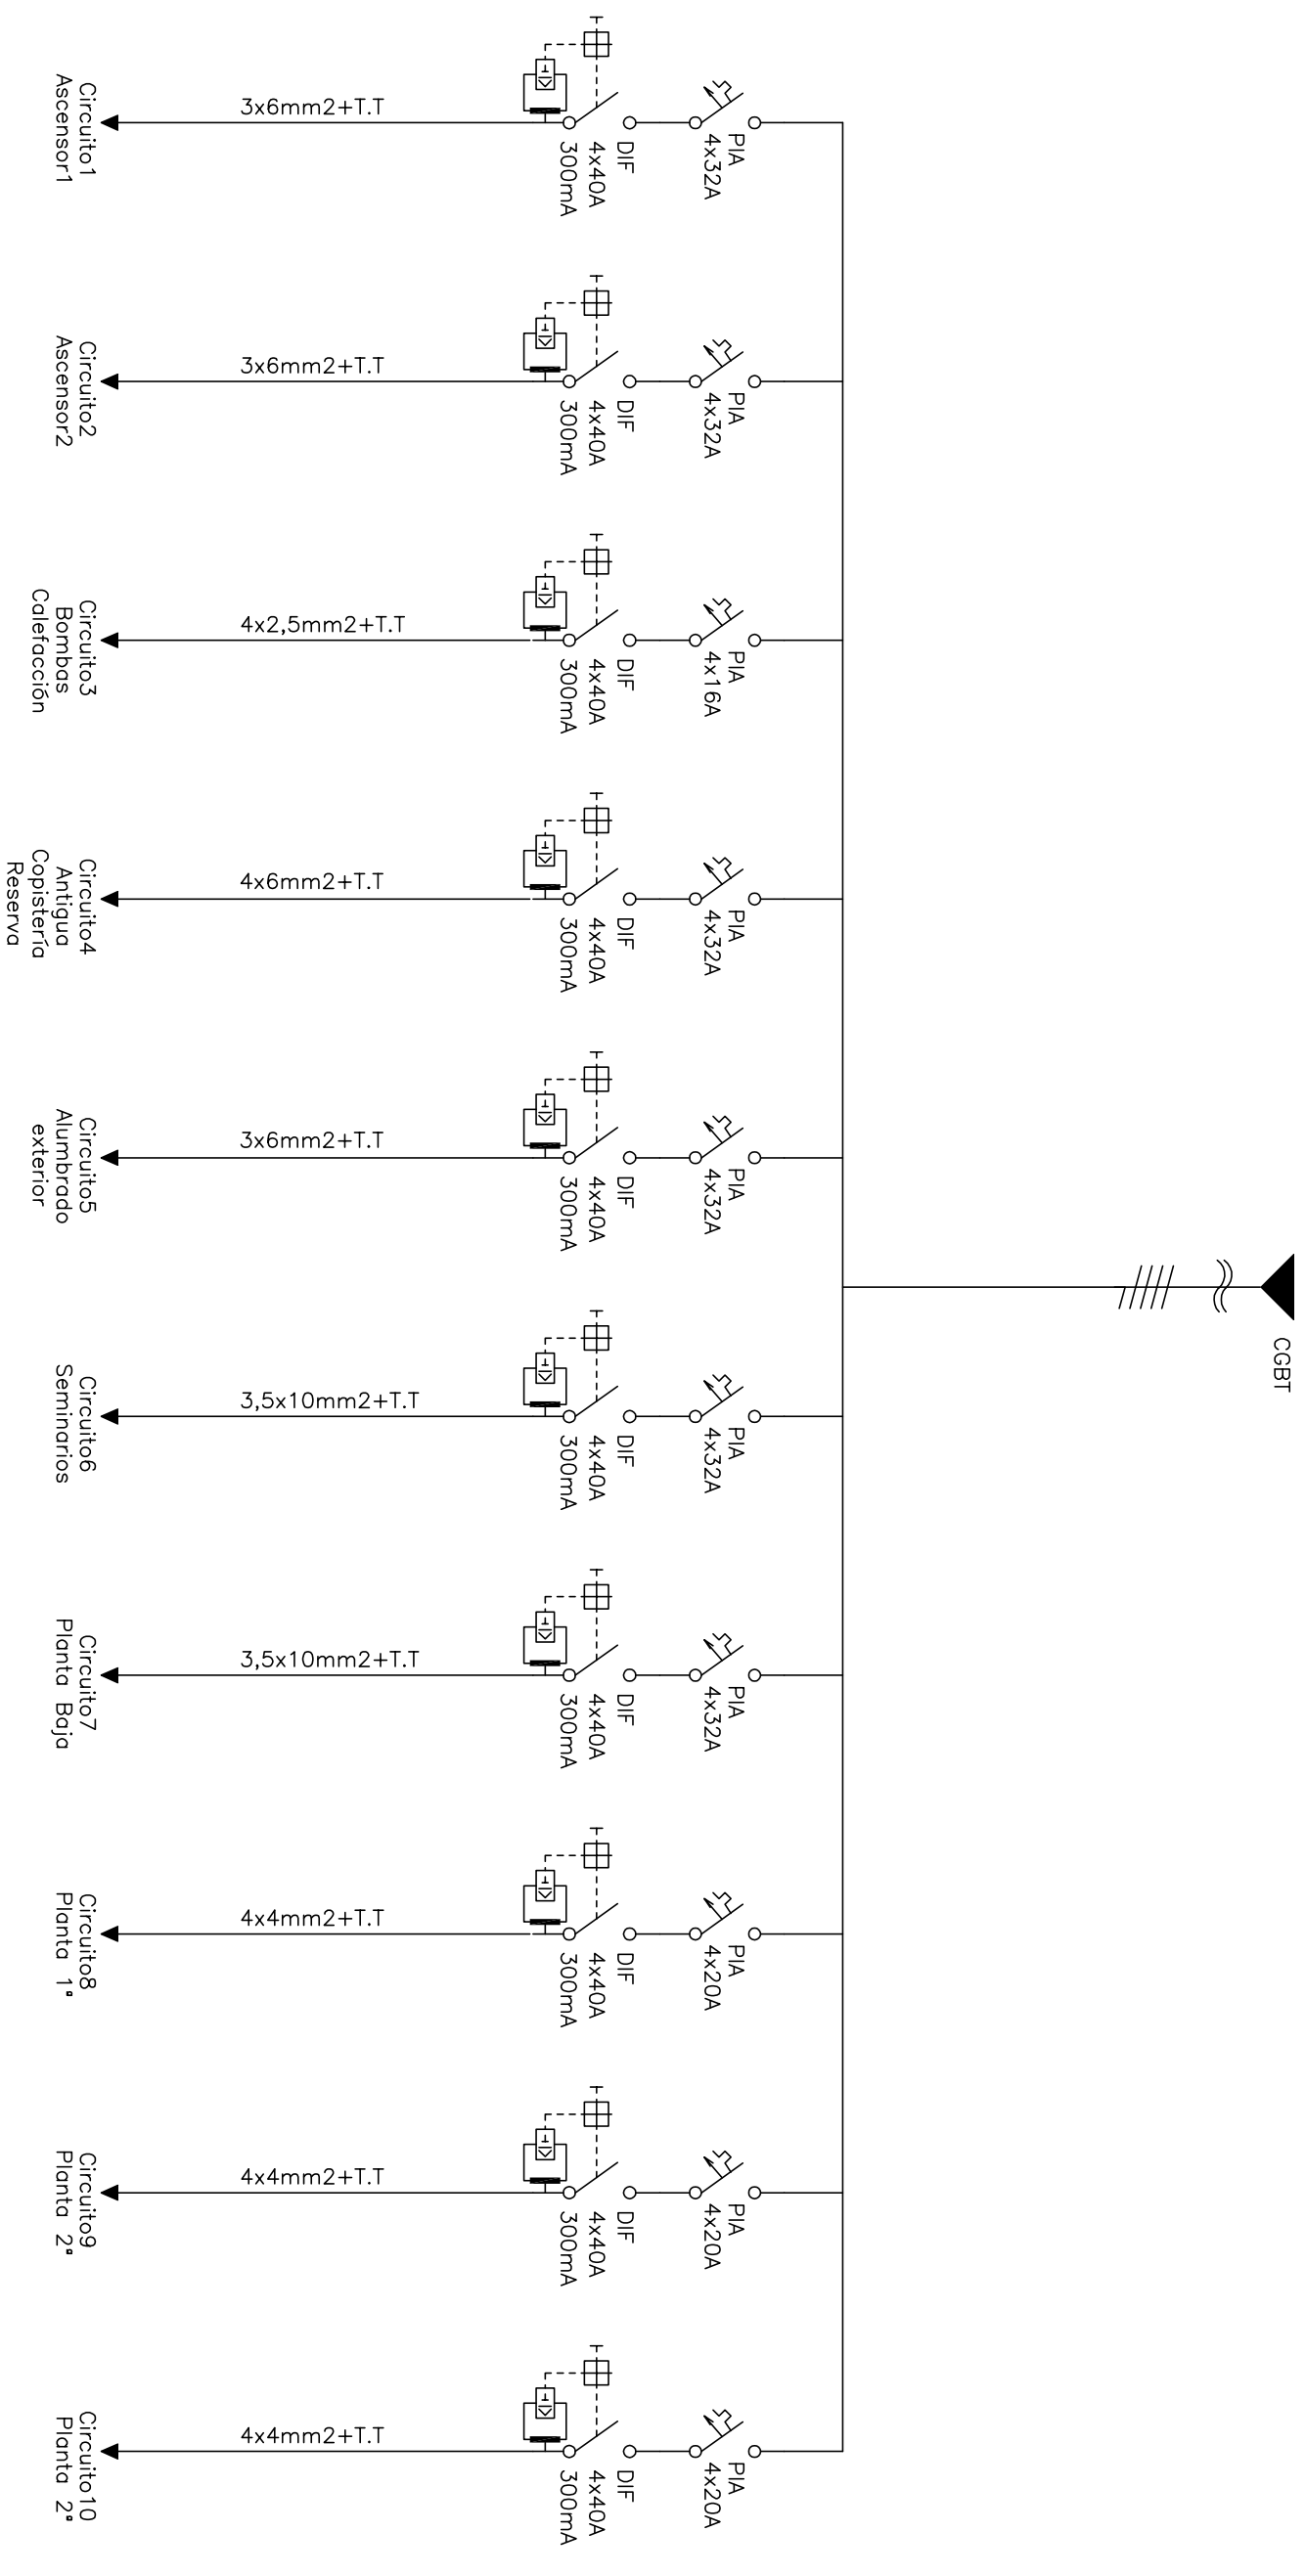 CGBT
PIA
4x32A
DIF
4x40A
300mA
3x6mm2+T.T
Circuito1
Ascensor1
PIA
4x32A
DIF
4x40A
300mA
3x6mm2+T.T
Circuito2
Ascensor2
PIA
4x16A
DIF
4x40A
300mA
4x2,5mm2+T.T
Circuito3
Bombas
Calefacción
PIA
4x32A
DIF
4x40A
300mA
4x6mm2+T.T
Circuito4
Antigua
Copistería
Reserva
PIA
4x32A
DIF
4x40A
300mA
3x6mm2+T.T
Circuito5
Alumbrado
exterior
PIA
4x32A
DIF
4x40A
300mA
3,5x10mm2+T.T
Circuito6
Seminarios
PIA
4x32A
DIF
4x40A
300mA
3,5x10mm2+T.T
Circuito7
Planta Baja
PIA
4x20A
DIF
4x40A
300mA
4x4mm2+T.T
Circuito8
Planta 1ª
PIA
4x20A
DIF
4x40A
300mA
4x4mm2+T.T
Circuito9
Planta 2ª
PIA
4x20A
DIF
4x40A
300mA
4x4mm2+T.T
Circuito10
Planta 2ª